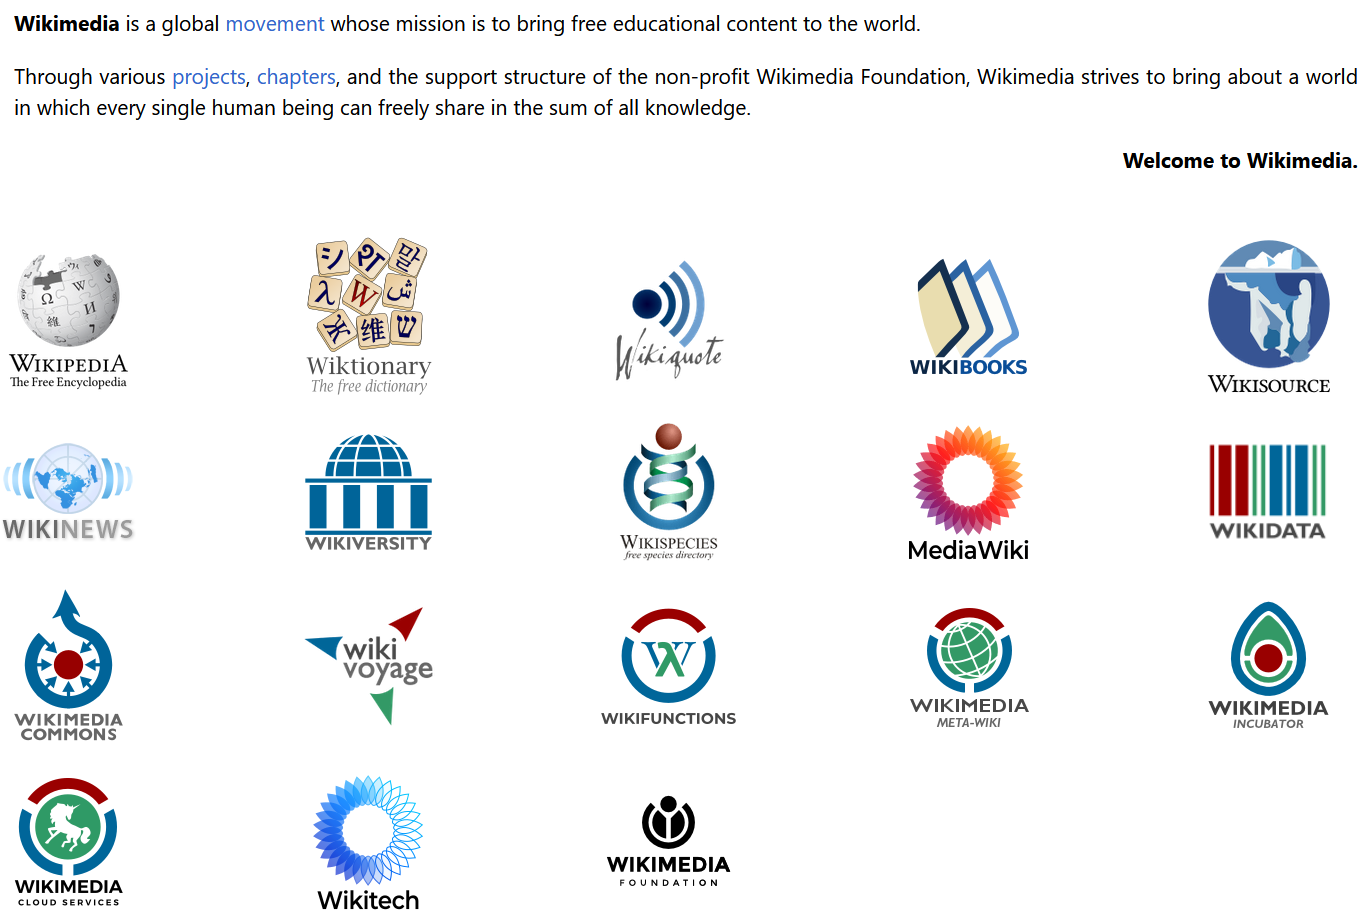 Wikimedia is a global movement whose mission is to bring free educational content to the world.
Through various projects, chapters, and the support structure of the non-profit Wikimedia Foundation, Wikimedia strives to bring about a world
in which every single human being can freely share in the sum of all knowledge.
Welcome to Wikimedia.
Ω W И 維
WIKIPEDIA
The Free Encyclopedia
シ 말
λ W ش
维 ש
Wiktionary
The free dictionary
Wikiquote
WIKIBOOKS
WIKISOURCE
WIKINEWS
WIKIVERSITY
WIKISPECIES
free species directory
MediaWiki
WIKIDATA
WIKIMEDIA
COMMONS
wiki
voyage
WIKIFUNCTIONS
WIKIMEDIA
META-WIKI
WIKIMEDIA
INCUBATOR
WIKIMEDIA
CLOUD SERVICES
Wikitech
WIKIMEDIA
FOUNDATION